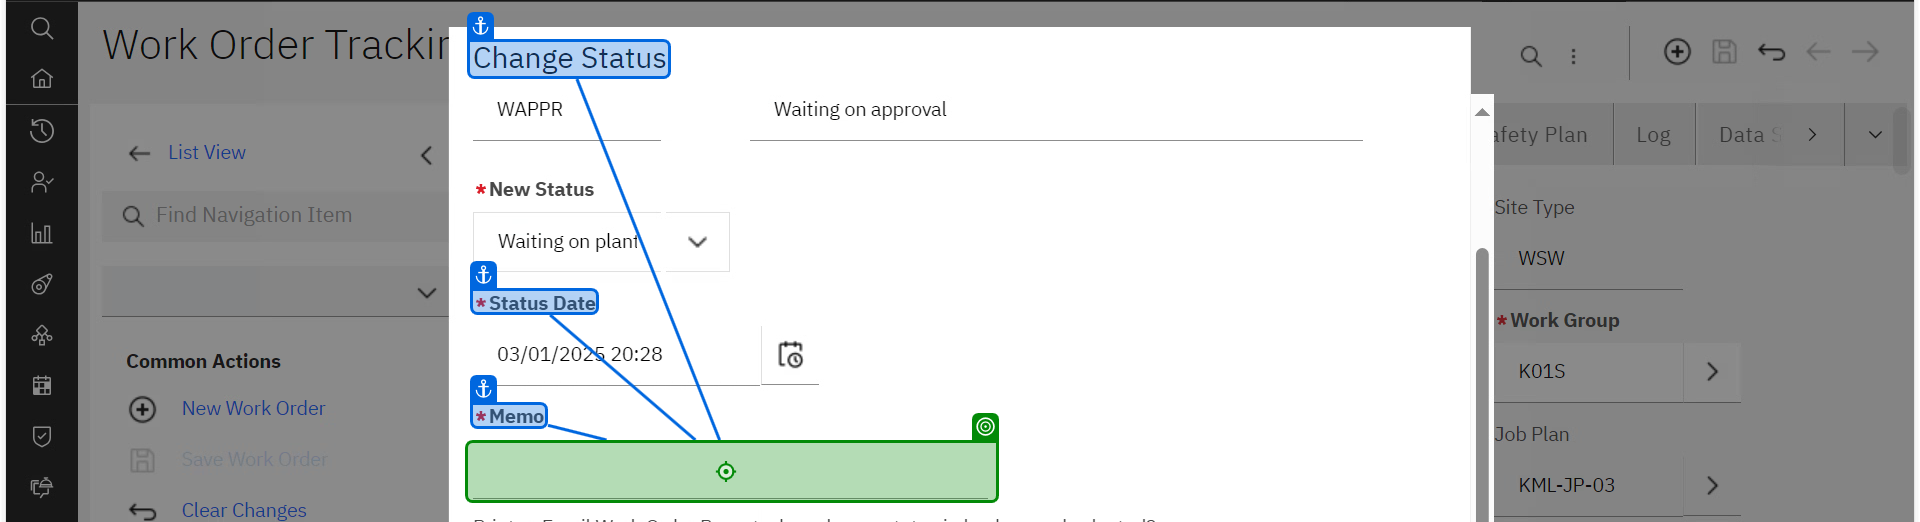 Work Order Trackin
Change Status
WAPPR
Waiting on approval
List View
Find Navigation Item
*New Status
Waiting on plant
*Status Date
03/01/2025 20:28
*Memo
Common Actions
New Work Order
Save Work Order
Clear Changes
afety Plan
Log
Data S
Site Type
WSW
*Work Group
K01S
Job Plan
KML-JP-03